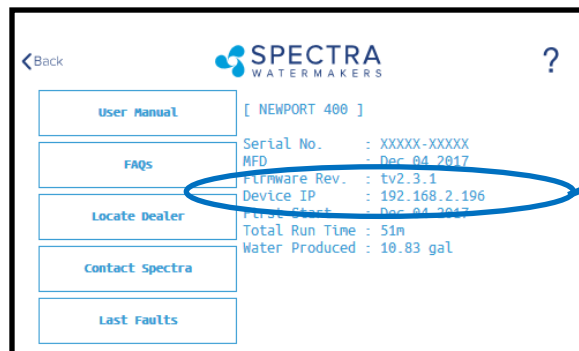 Back
SPECTRA
WATERMAKERS
?
User Manual
FAQs
Locate Dealer
Contact Spectra
Last Faults
[ NEWPORT 400 ]
Serial No. : XXXXX-XXXXX
MFD : Dec 04 2017
Firmware Rev. : tv2.3.1
Device IP : 192.168.2.196
First Start : Dec 04 2017
Total Run Time : 51m
Water Produced : 10.83 gal